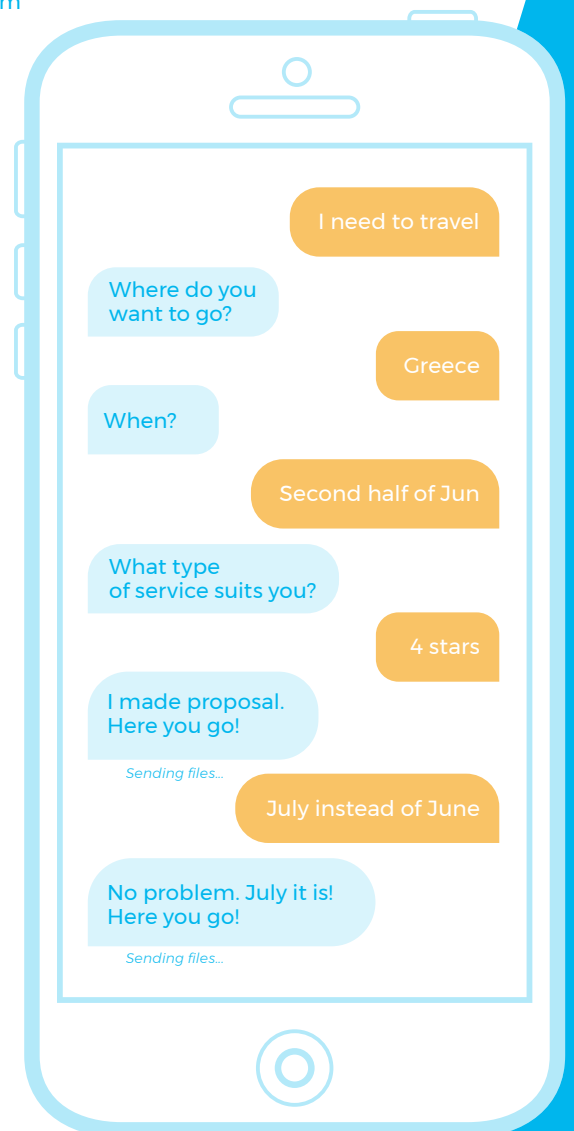 m
I need to travel
Where do you
want to go?
Greece
When?
Second half of Jun
What type
of service suits you?
4 stars
I made proposal.
Here you go!
Sending files...
July instead of June
No problem. July it is!
Here you go!
Sending files...